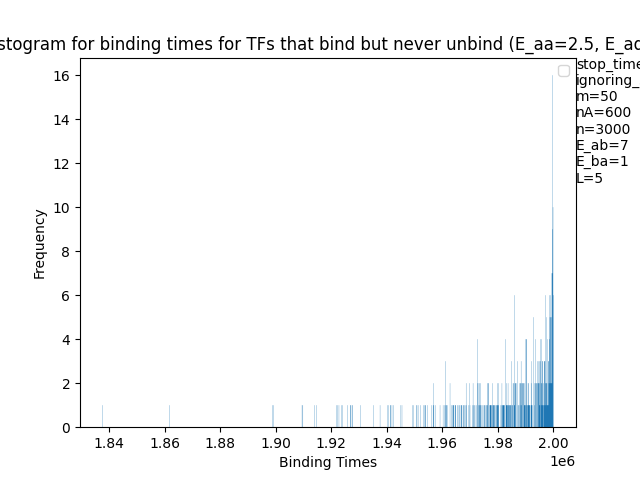 stogram for binding times for TFs that bind but never unbind (E_aa=2.5, E_ad
stop_time
ignoring_
m=50
nA=600
n=3000
E_ab=7
E_ba=1
L=5
16
14
12
10
8
6
4
2
0
Frequency
1.84 1.86 1.88 1.90 1.92 1.94 1.96 1.98 2.00
1e6
Binding Times